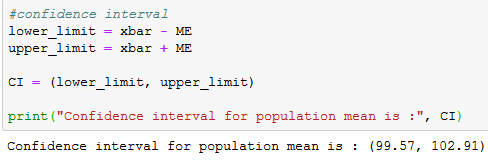 #confidence interval
lower_limit = xbar - ME
upper_limit = xbar + ME
CI = (lower_limit, upper_limit)
print("Confidence interval for population mean is :", CI)
Confidence interval for population mean is : (99.57, 102.91)